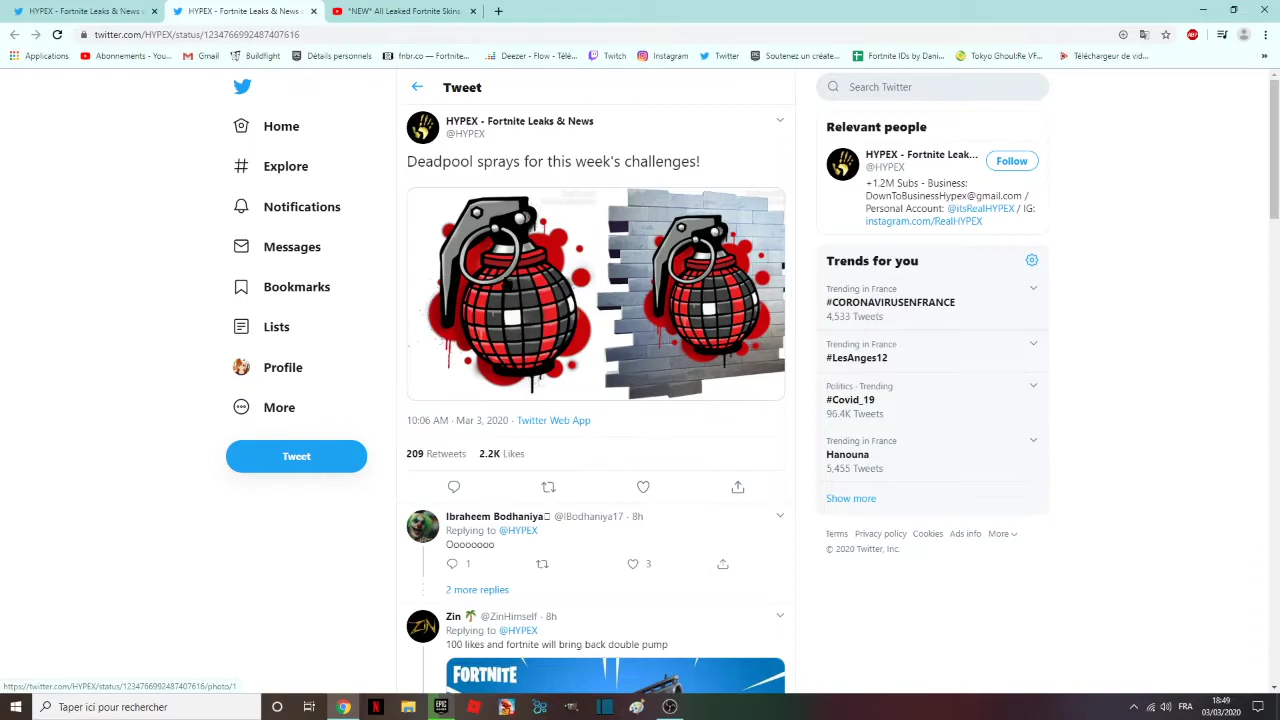 HYPEX - Fortnite Leaks & News
HYPEX - Fortnite Leaks & News
*NEW* All Leaked Fortnite Skins
twitter.com/HYPEX/status/1234766992487407616
Applications
Abonnements - You...
Gmail
Buildfight
Détails personnels
fnbr.co — Fortnite...
Deezer - Flow - Télé...
Twitch
Instagram
Twitter
Soutenez un créate...
Fortnite IDs by Dani...
Tokyo Ghoul:Re VF...
Téléchargeur de vid...
Home
Explore
Notifications
Messages
Bookmarks
Lists
Profile
More
Tweet
Tweet
HYPEX - Fortnite Leaks & News
@HYPEX
Deadpool sprays for this week's challenges!
10:06 AM · Mar 3, 2020 · Twitter Web App
209 Retweets 2.2K Likes
Ibraheem Bodhaniya @IBodhaniya17 · 8h
Replying to @HYPEX
Oooooooo
1 3
2 more replies
Zin @ZinHimself · 8h
Replying to @HYPEX
100 likes and fortnite will bring back double pump
FORTNITE
Search Twitter
Relevant people
HYPEX - Fortnite Leak...
@HYPEX
Follow
+1.2M Subs - Business:
DownToBusinessHypex@gmail.com /
Personal Account: @itsRealHYPEX / IG:
instagram.com/RealHYPEX
Trends for you
Trending in France
#CORONAVIRUSENFRANCE
4,533 Tweets
Trending in France
#LesAnges12
Politics · Trending
#Covid_19
96.4K Tweets
Trending in France
Hanouna
5,455 Tweets
Show more
Terms Privacy policy Cookies Ads info More
© 2020 Twitter, Inc.
https://twitter.com/HYPEX/status/1234766992487407616/photo/1
Taper ici pour rechercher
FRA
18:49
03/03/2020